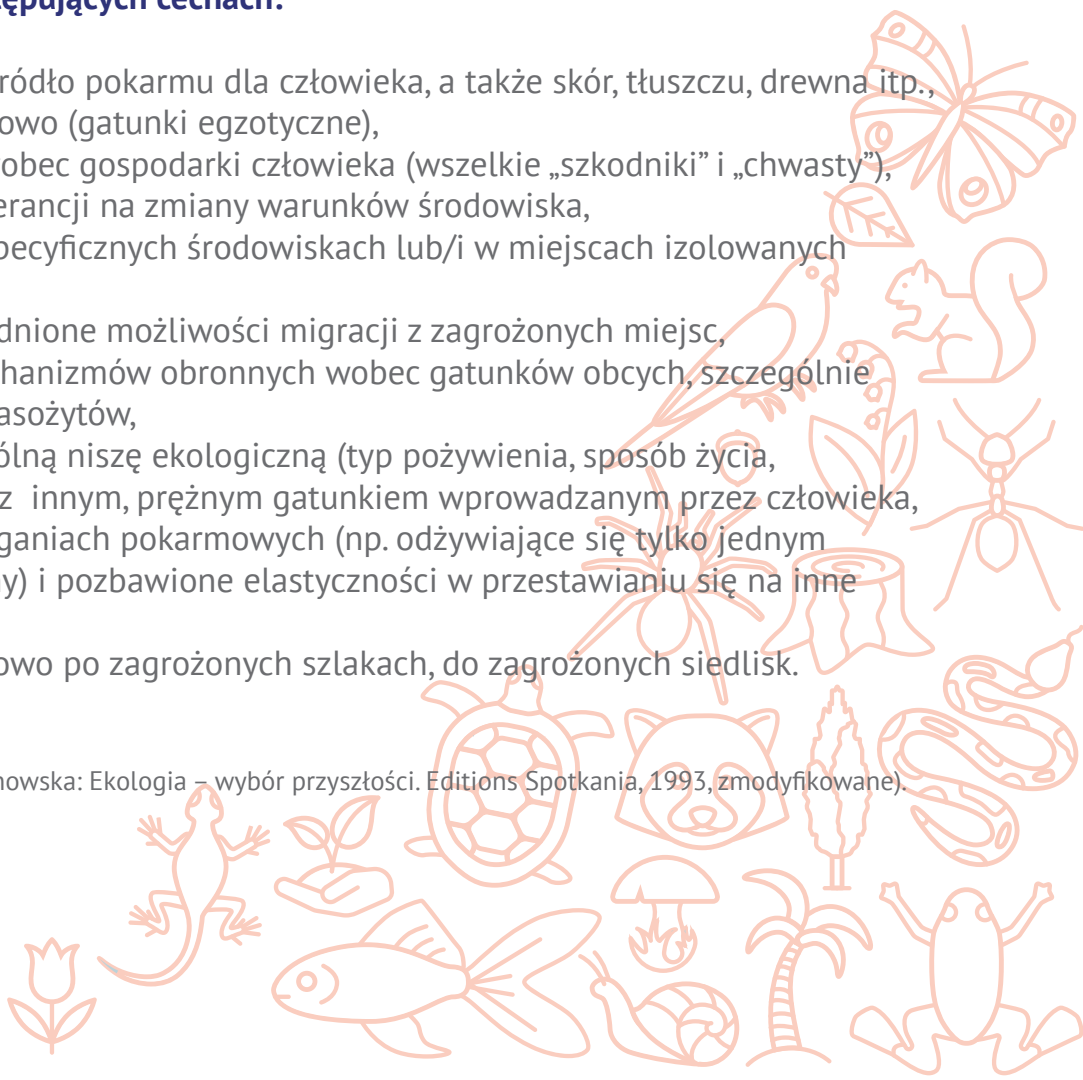 tępujących cechach:
ródło pokarmu dla człowieka, a także skór, tłuszczu, drewna itp.,
owo (gatunki egzotyczne),
obec gospodarki człowieka (wszelkie „szkodniki” i „chwasty”),
erancji na zmiany warunków środowiska,
pecyficznych środowiskach lub/i w miejscach izolowanych
dnione możliwości migracji z zagrożonych miejsc,
hanizmów obronnych wobec gatunków obcych, szczególnie
asożytów,
ólną niszę ekologiczną (typ pożywienia, sposób życia,
z innym, prężnym gatunkiem wprowadzanym przez człowieka,
ganiach pokarmowych (np. odżywiające się tylko jednym
ny) i pozbawione elastyczności w przestawianiu się na inne
owo po zagrożonych szlakach, do zagrożonych siedlisk.
nowska: Ekologia – wybór przyszłości. Editions Spotkania, 1993, zmodyfikowane).